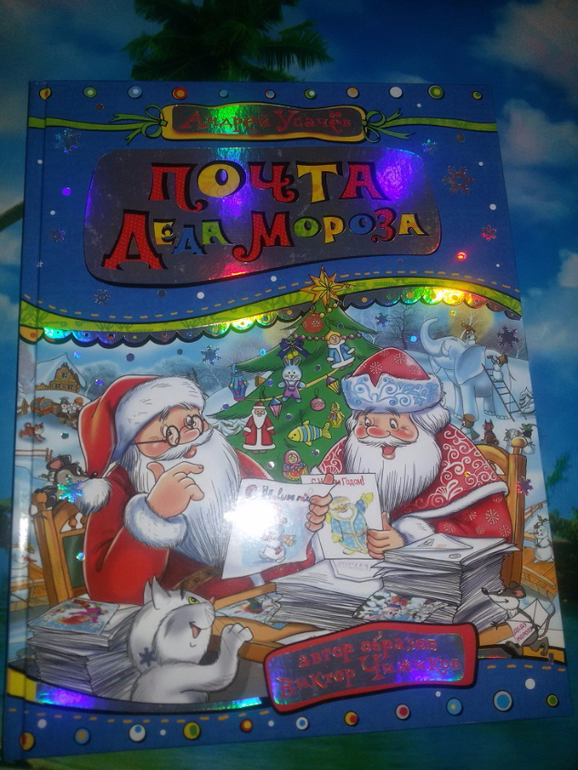 Андрей Усачёв
ПОЧТА
ДЕДА МОРОЗА
С Новым Годом!
автор образов
Виктор Чижиков